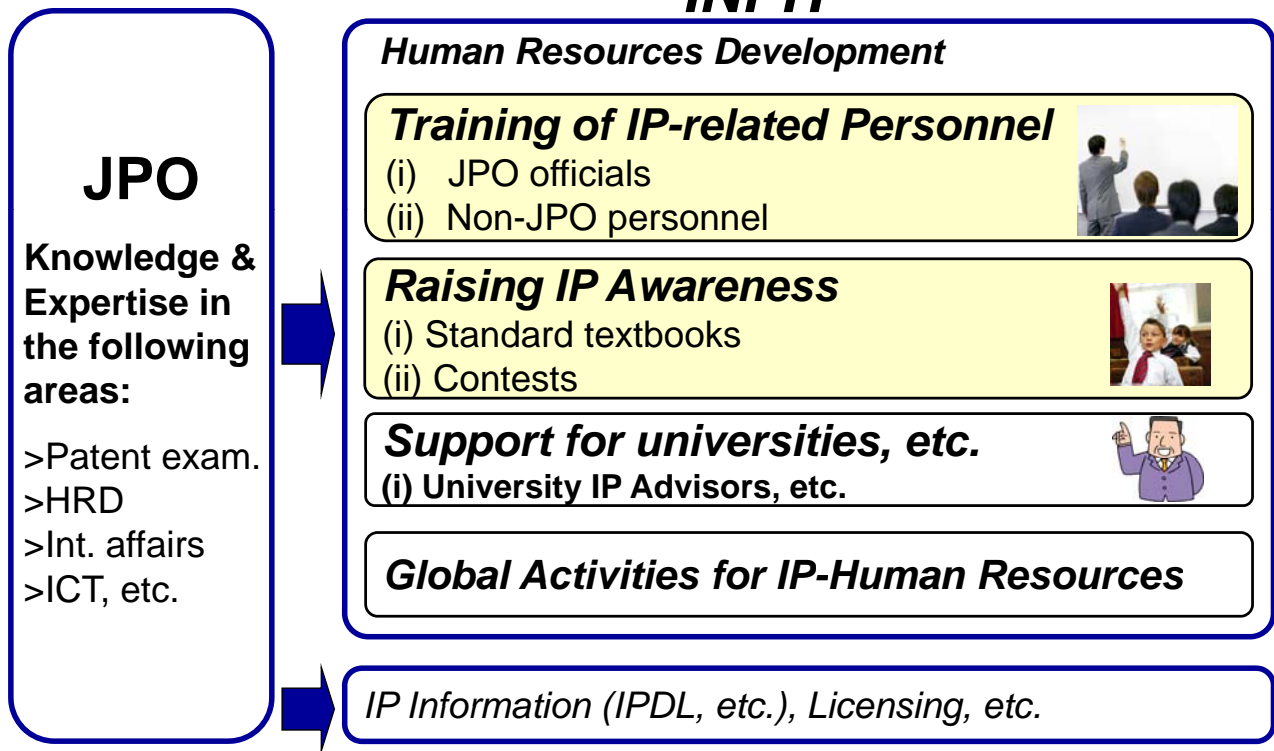 JPO
Knowledge &
Expertise in
the following
areas:
>Patent exam.
>HRD
>Int. affairs
>ICT, etc.
Human Resources Development
Training of IP-related Personnel
(i) JPO officials
(ii) Non-JPO personnel
Raising IP Awareness
(i) Standard textbooks
(ii) Contests
Support for universities, etc.
(i) University IP Advisors, etc.
Global Activities for IP-Human Resources
IP Information (IPDL, etc.), Licensing, etc.